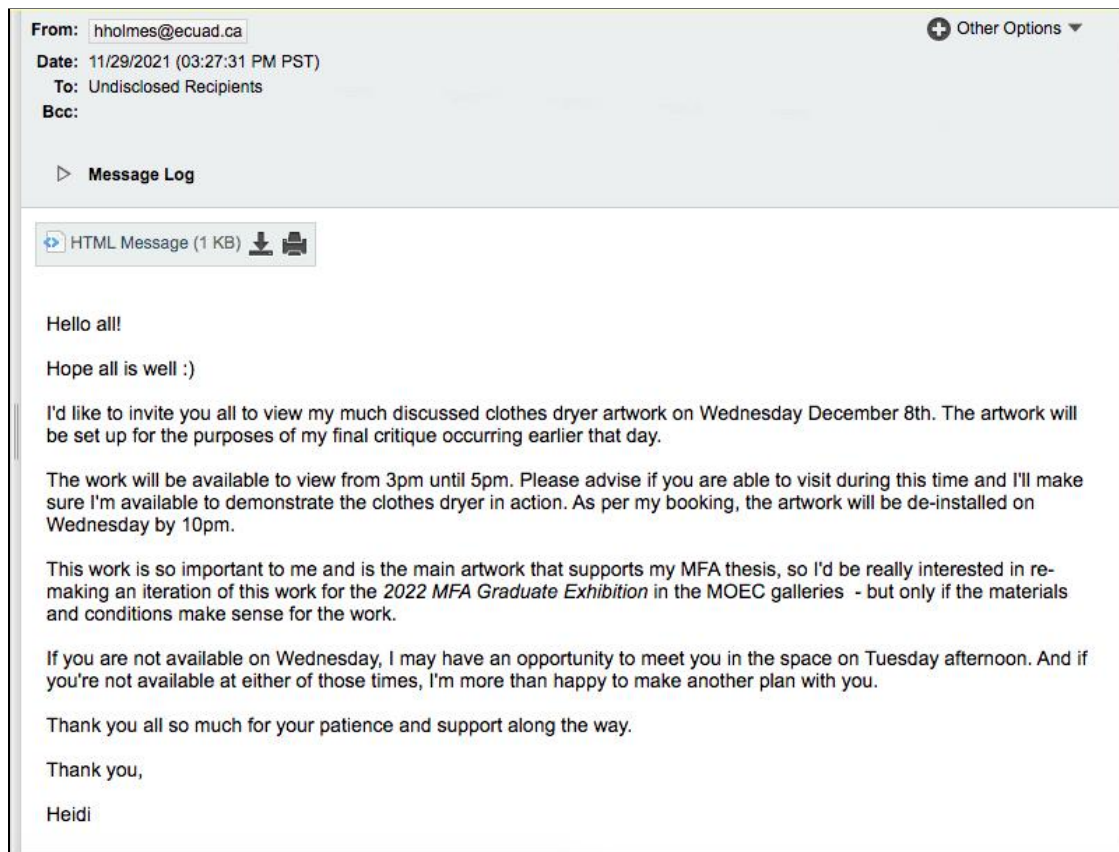 From: hholmes@ecuad.ca
Other Options
Date: 11/29/2021 (03:27:31 PM PST)
To: Undisclosed Recipients
Bcc:
Message Log
HTML Message (1 KB)
Hello all!
Hope all is well :)
I'd like to invite you all to view my much discussed clothes dryer artwork on Wednesday December 8th. The artwork will
be set up for the purposes of my final critique occurring earlier that day.
The work will be available to view from 3pm until 5pm. Please advise if you are able to visit during this time and I'll make
sure I'm available to demonstrate the clothes dryer in action. As per my booking, the artwork will be de-installed on
Wednesday by 10pm.
This work is so important to me and is the main artwork that supports my MFA thesis, so I'd be really interested in re-
making an iteration of this work for the 2022 MFA Graduate Exhibition in the MOEC galleries - but only if the materials
and conditions make sense for the work.
If you are not available on Wednesday, I may have an opportunity to meet you in the space on Tuesday afternoon. And if
you're not available at either of those times, I'm more than happy to make another plan with you.
Thank you all so much for your patience and support along the way.
Thank you,
Heidi